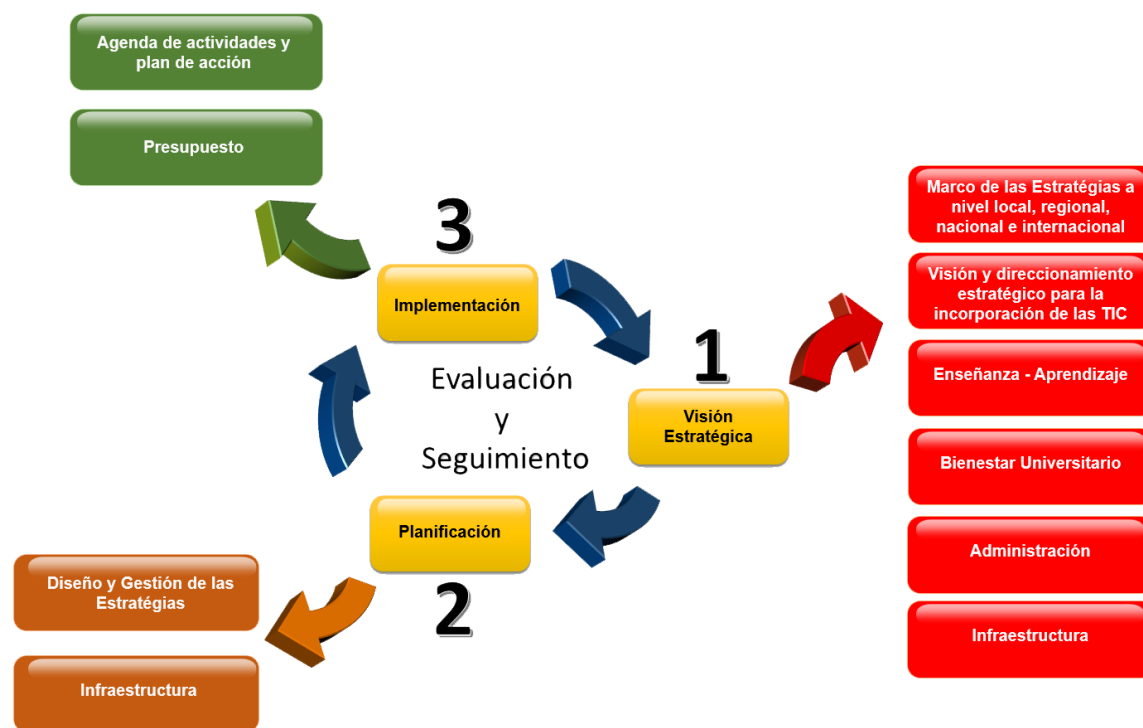 Agenda de actividades y
plan de acción
Presupuesto
3
Implementación
Evaluación
y
Seguimiento
1
Visión
Estratégica
Marco de las Estratégias a
nivel local, regional,
nacional e internacional
Visión y direccionamiento
estratégico para la
incorporación de las TIC
Enseñanza - Aprendizaje
Bienestar Universitario
Administración
Infraestructura
Planificación
2
Diseño y Gestión de las
Estratégias
Infraestructura